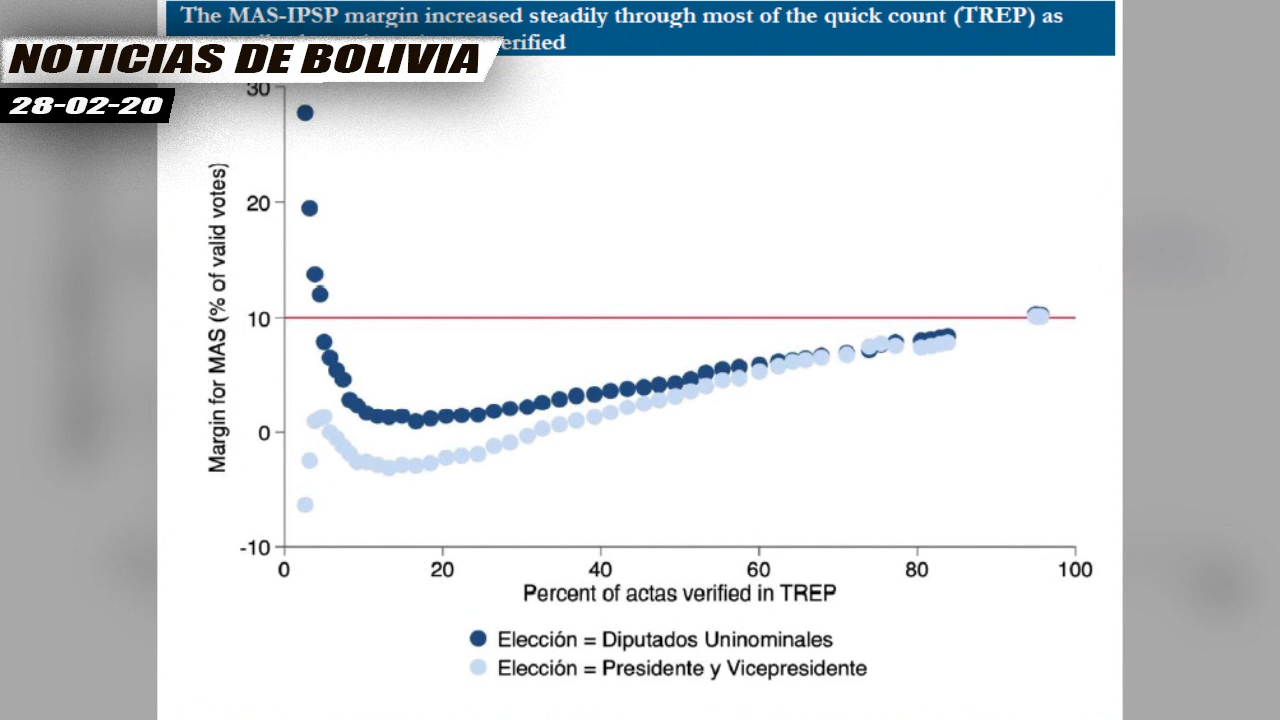 The MAS-IPSP margin increased steadily through most of the quick count (TREP) as
verified
NOTICIAS DE BOLIVIA
28-02-20
30
20
10
0
-10
Margin for MAS (% of valid votes)
0 20 40 60 80 100
Percent of actas verified in TREP
Elección = Diputados Uninominales
Elección = Presidente y Vicepresidente